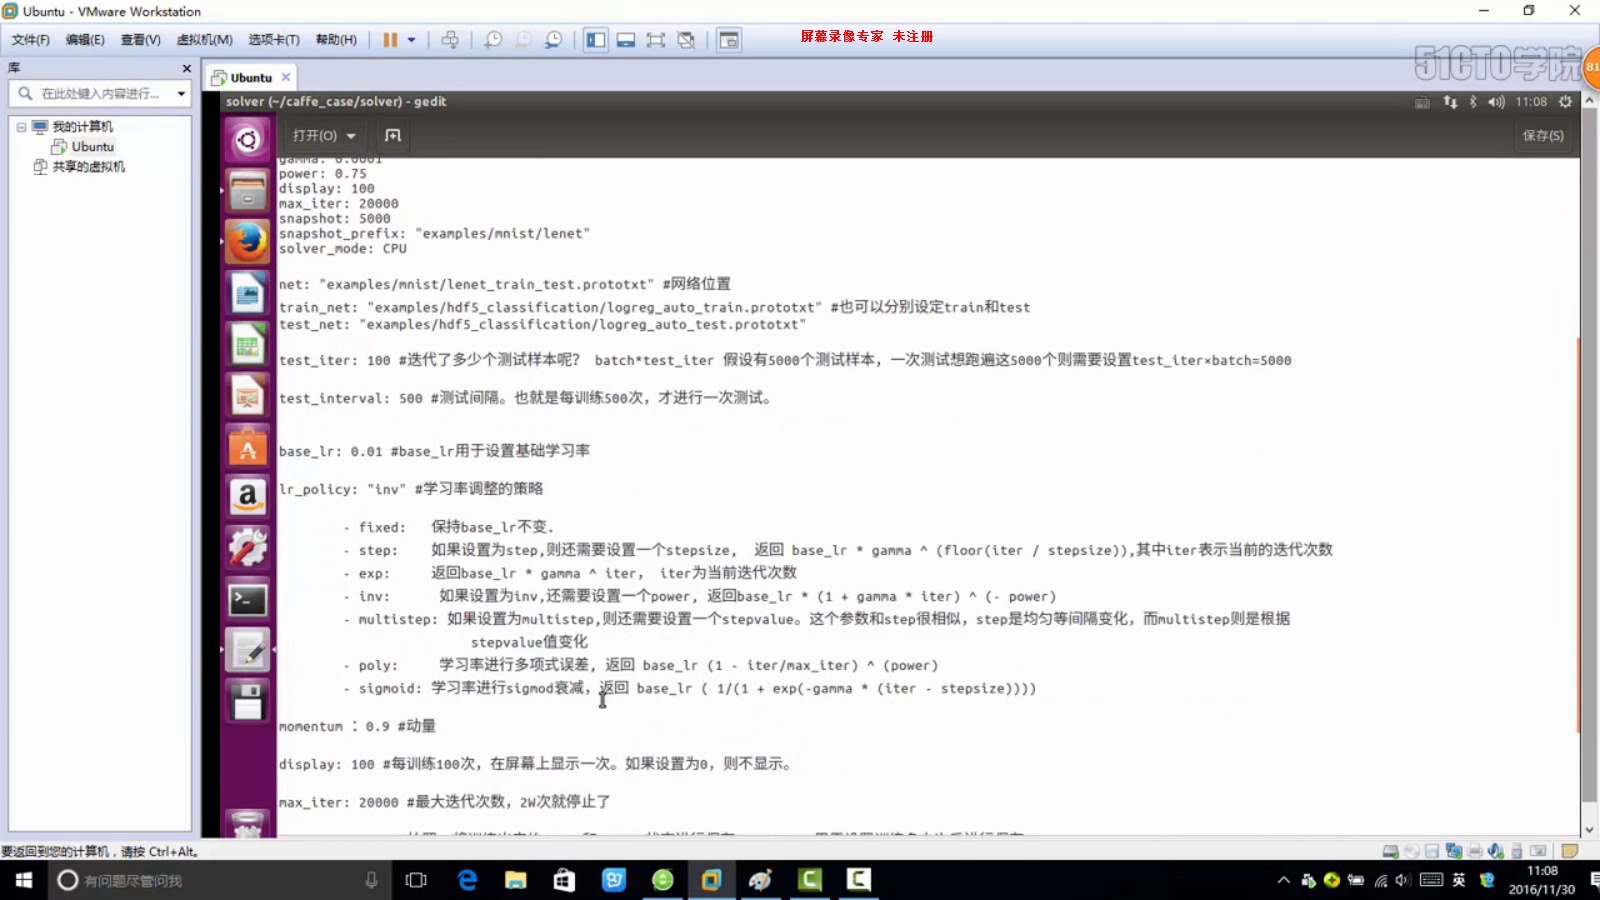 Ubuntu - VMware Workstation
文件(F) 编辑(E) 查看(V) 虚拟机(M) 选项卡(T) 帮助(H)
屏幕录像专家 未注册
51CTO学院
81
库
Ubuntu
在此处键入内容进行...
我的计算机
Ubuntu
共享的虚拟机
solver (~/caffe_case/solver) - gedit
11:08
打开(O)
保存(S)
gamma: 0.0001
power: 0.75
display: 100
max_iter: 20000
snapshot: 5000
snapshot_prefix: "examples/mnist/lenet"
solver_mode: CPU
net: "examples/mnist/lenet_train_test.prototxt" #网络位置
train_net: "examples/hdf5_classification/logreg_auto_train.prototxt" #也可以分别设定train和test
test_net: "examples/hdf5_classification/logreg_auto_test.prototxt"
test_iter: 100 #迭代了多少个测试样本呢? batch*test_iter 假设有5000个测试样本，一次测试想跑遍这5000个则需要设置test_iter×batch=5000
test_interval: 500 #测试间隔。也就是每训练500次，才进行一次测试。
base_lr: 0.01 #base_lr用于设置基础学习率
lr_policy: "inv" #学习率调整的策略
- fixed: 保持base_lr不变.
- step: 如果设置为step,则还需要设置一个stepsize, 返回 base_lr * gamma ^ (floor(iter / stepsize)),其中iter表示当前的迭代次数
- exp: 返回base_lr * gamma ^ iter, iter为当前迭代次数
- inv: 如果设置为inv,还需要设置一个power, 返回base_lr * (1 + gamma * iter) ^ (- power)
- multistep: 如果设置为multistep,则还需要设置一个stepvalue。这个参数和step很相似，step是均匀等间隔变化，而multistep则是根据
stepvalue值变化
- poly: 学习率进行多项式误差, 返回 base_lr (1 - iter/max_iter) ^ (power)
- sigmoid: 学习率进行sigmod衰减，返回 base_lr ( 1/(1 + exp(-gamma * (iter - stepsize))))
momentum ：0.9 #动量
display: 100 #每训练100次，在屏幕上显示一次。如果设置为0，则不显示。
max_iter: 20000 #最大迭代次数，2W次就停止了
要返回到您的计算机，请按 Ctrl+Alt。
有问题尽管问我
英
11:08
2016/11/30